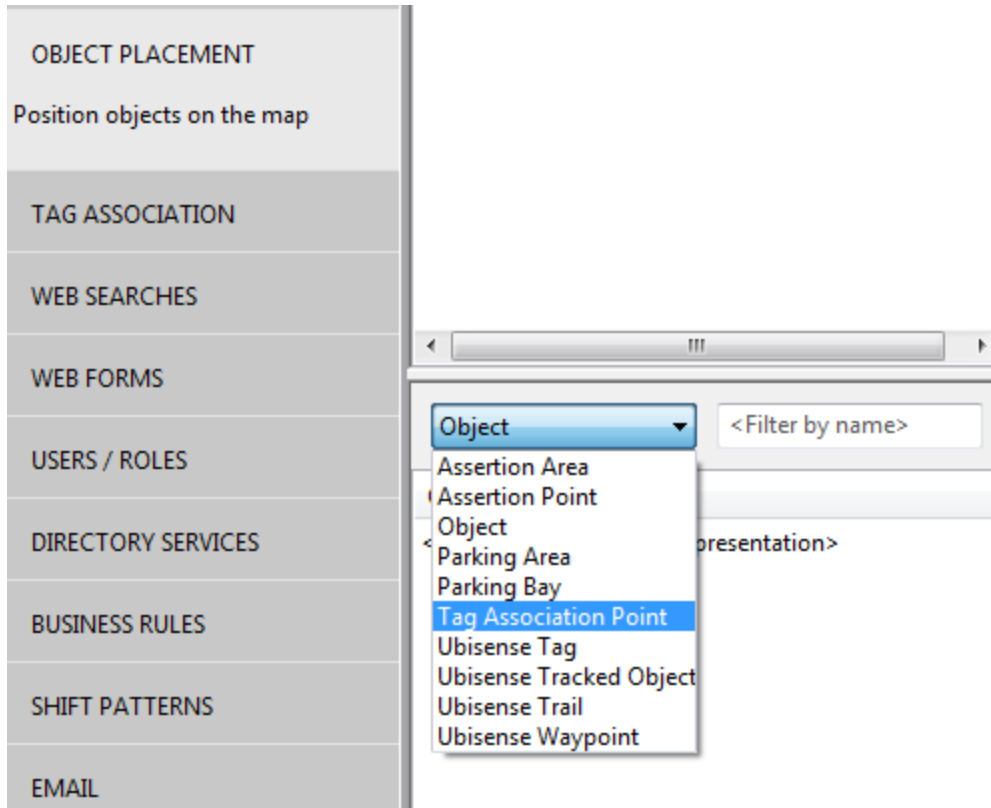 OBJECT PLACEMENT
Position objects on the map
TAG ASSOCIATION
WEB SEARCHES
WEB FORMS
USERS / ROLES
DIRECTORY SERVICES
BUSINESS RULES
SHIFT PATTERNS
EMAIL
Object
<Filter by name>
Assertion Area
Assertion Point
Object
Parking Area
Parking Bay
Tag Association Point
Ubisense Tag
Ubisense Tracked Object
Ubisense Trail
Ubisense Waypoint